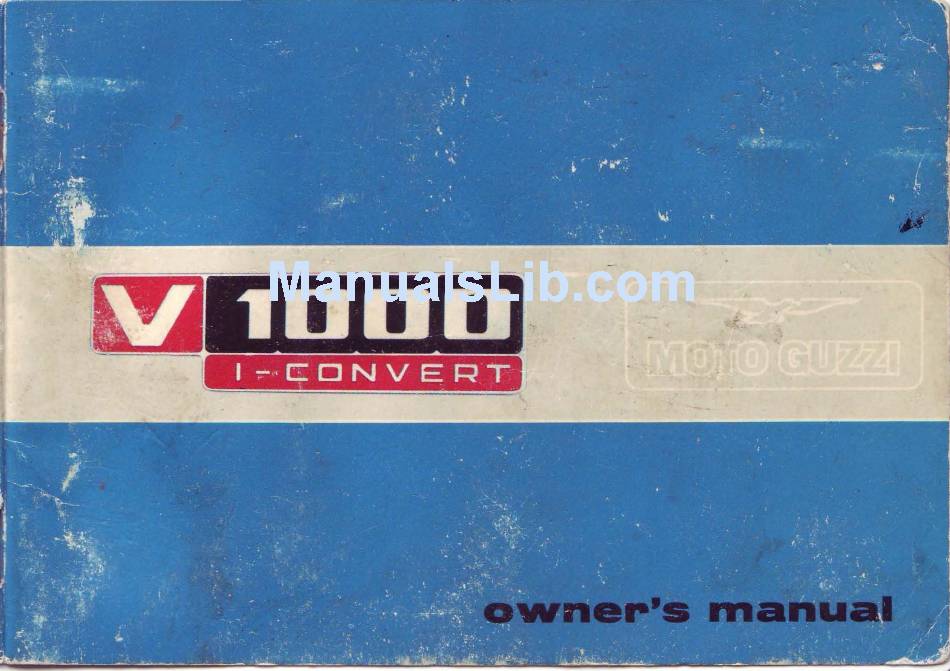 ManualsLib.com
V 1000
I-CONVERT
MOTO GUZZI
owner's manual